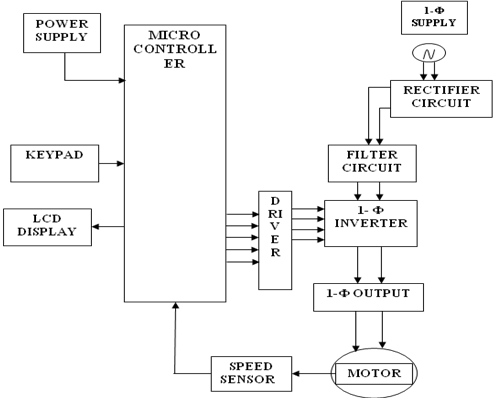 POWER
SUPPLY
MICRO
CONTROLL
ER
1-Φ
SUPPLY
RECTIFIER
CIRCUIT
KEYPAD
FILTER
CIRCUIT
LCD
DISPLAY
D
R
I
V
E
R
1- Φ
INVERTER
1-Φ OUTPUT
SPEED
SENSOR
MOTOR